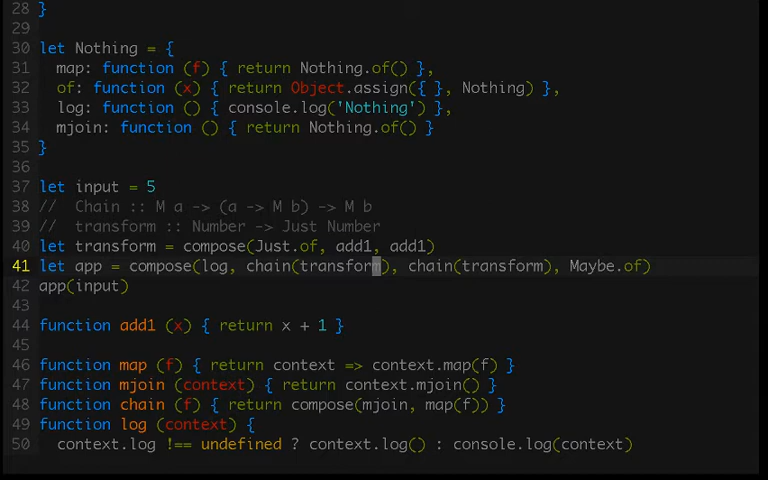 28 }
29
30 let Nothing = {
31   map: function (f) { return Nothing.of() },
32   of: function (x) { return Object.assign({ }, Nothing) },
33   log: function () { console.log('Nothing') },
34   mjoin: function () { return Nothing.of() }
35 }
36
37 let input = 5
38 //  Chain :: M a -> (a -> M b) -> M b
39 //  transform :: Number -> Just Number
40 let transform = compose(Just.of, add1, add1)
41 let app = compose(log, chain(transform), chain(transform), Maybe.of)
42 app(input)
43
44 function add1 (x) { return x + 1 }
45
46 function map (f) { return context => context.map(f) }
47 function mjoin (context) { return context.mjoin() }
48 function chain (f) { return compose(mjoin, map(f)) }
49 function log (context) {
50   context.log !== undefined ? context.log() : console.log(context)